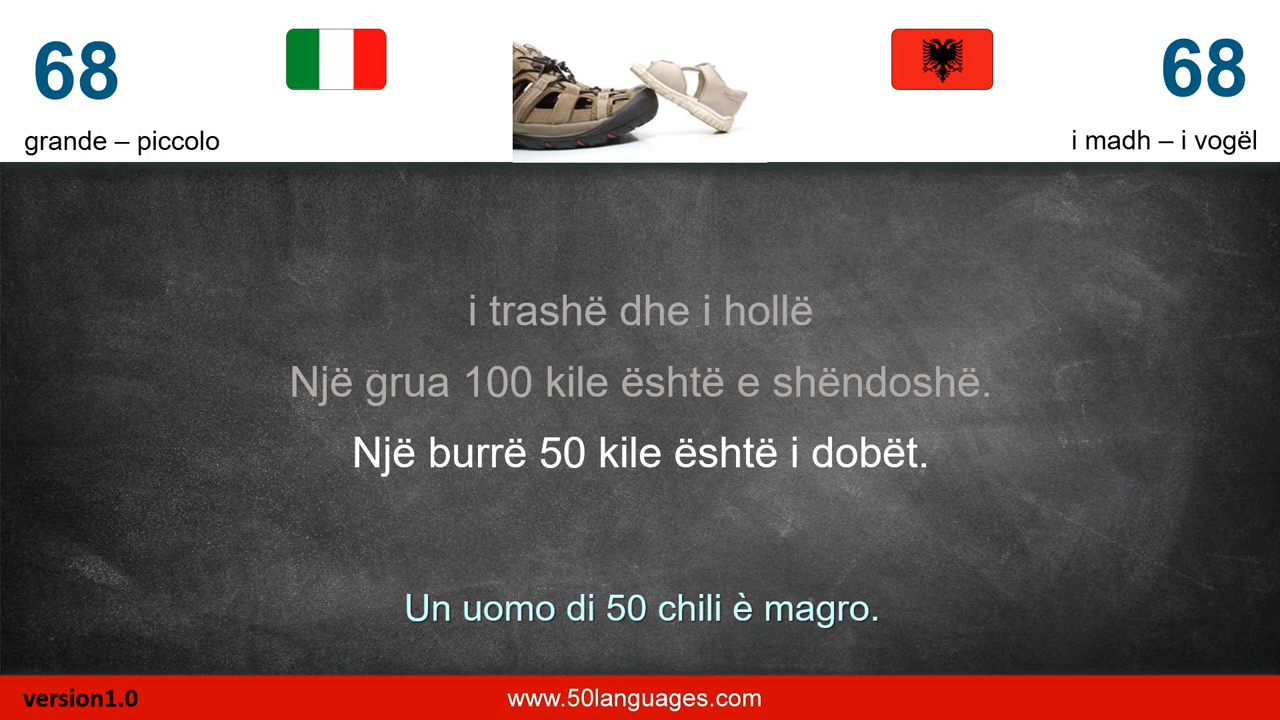 68
68
grande – piccolo
i madh – i vogël
i trashë dhe i hollë
Një grua 100 kile është e shëndoshë.
Një burrë 50 kile është i dobët.
Un uomo di 50 chili è magro.
version1.0
www.50languages.com